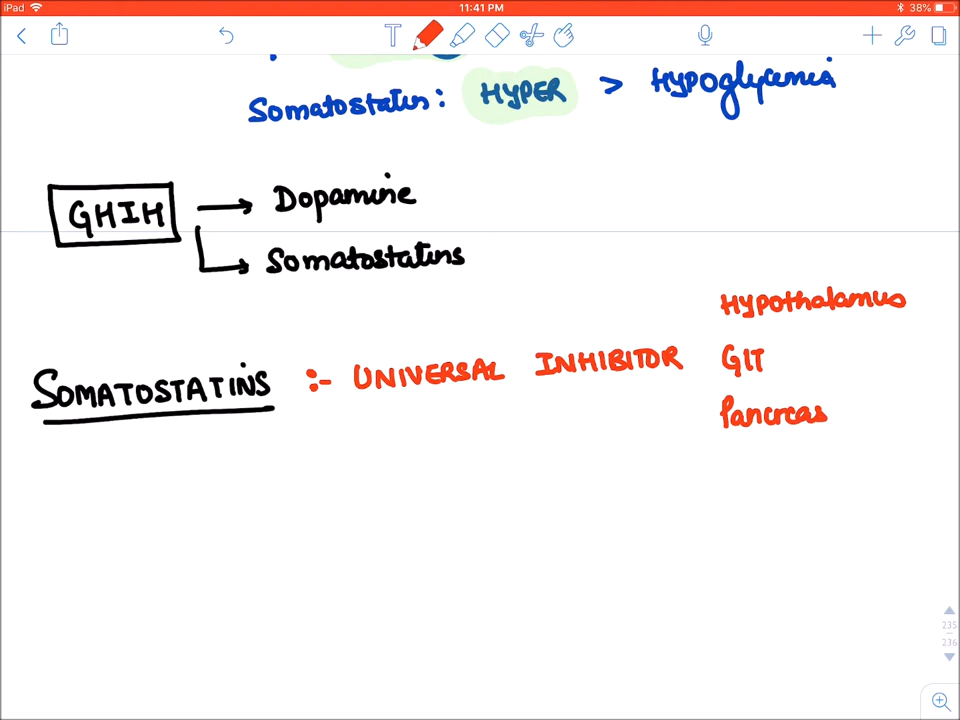 iPad 11:41 PM 38%
T
Somatostatin: HYPER > Hypoglycemia
GHIH → Dopamine
→ Somatostatins
Hypothalamus
SOMATOSTATINS :- UNIVERSAL INHIBITOR GIT
Pancreas
235
236